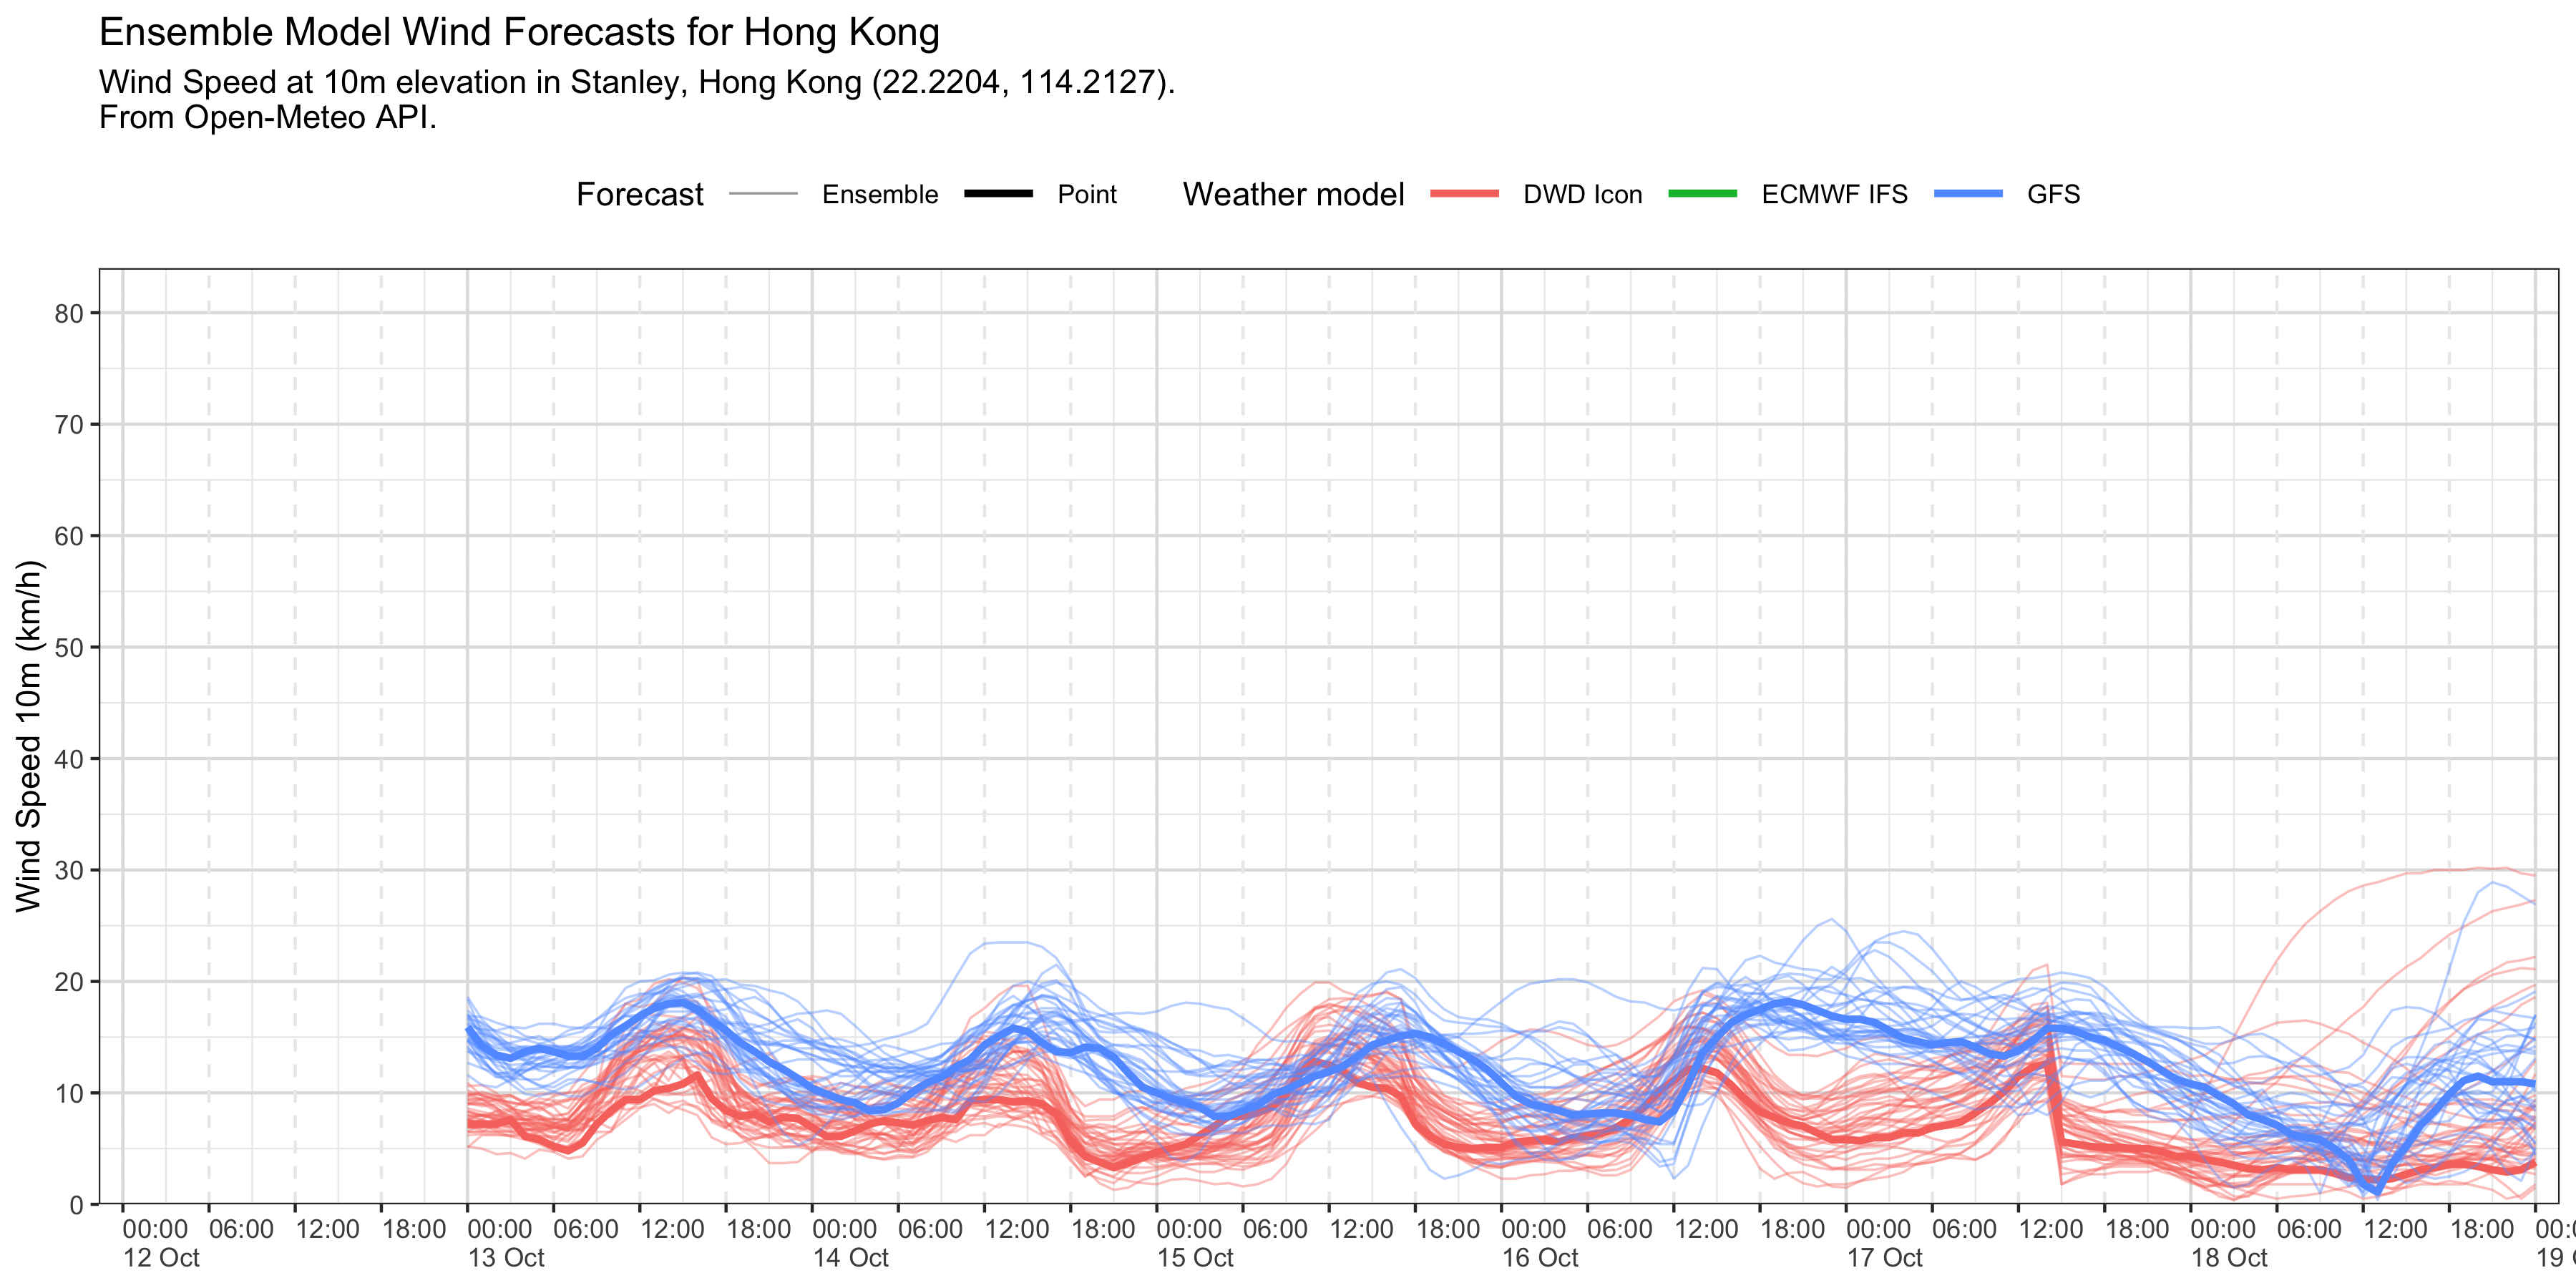 Ensemble Model Wind Forecasts for Hong Kong
Wind Speed at 10m elevation in Stanley, Hong Kong (22.2204, 114.2127).
From Open-Meteo API.
Forecast Ensemble Point Weather model DWD Icon ECMWF IFS GFS
Wind Speed 10m (km/h)
80
70
60
50
40
30
20
10
0
00:00 06:00 12:00 18:00 00:00 06:00 12:00 18:00 00:00 06:00 12:00 18:00 00:00 06:00 12:00 18:00 00:00 06:00 12:00 18:00 00:00 06:00 12:00 18:00 00:00 06:00 12:00 18:00 00:
12 Oct 13 Oct 14 Oct 15 Oct 16 Oct 17 Oct 18 Oct 19